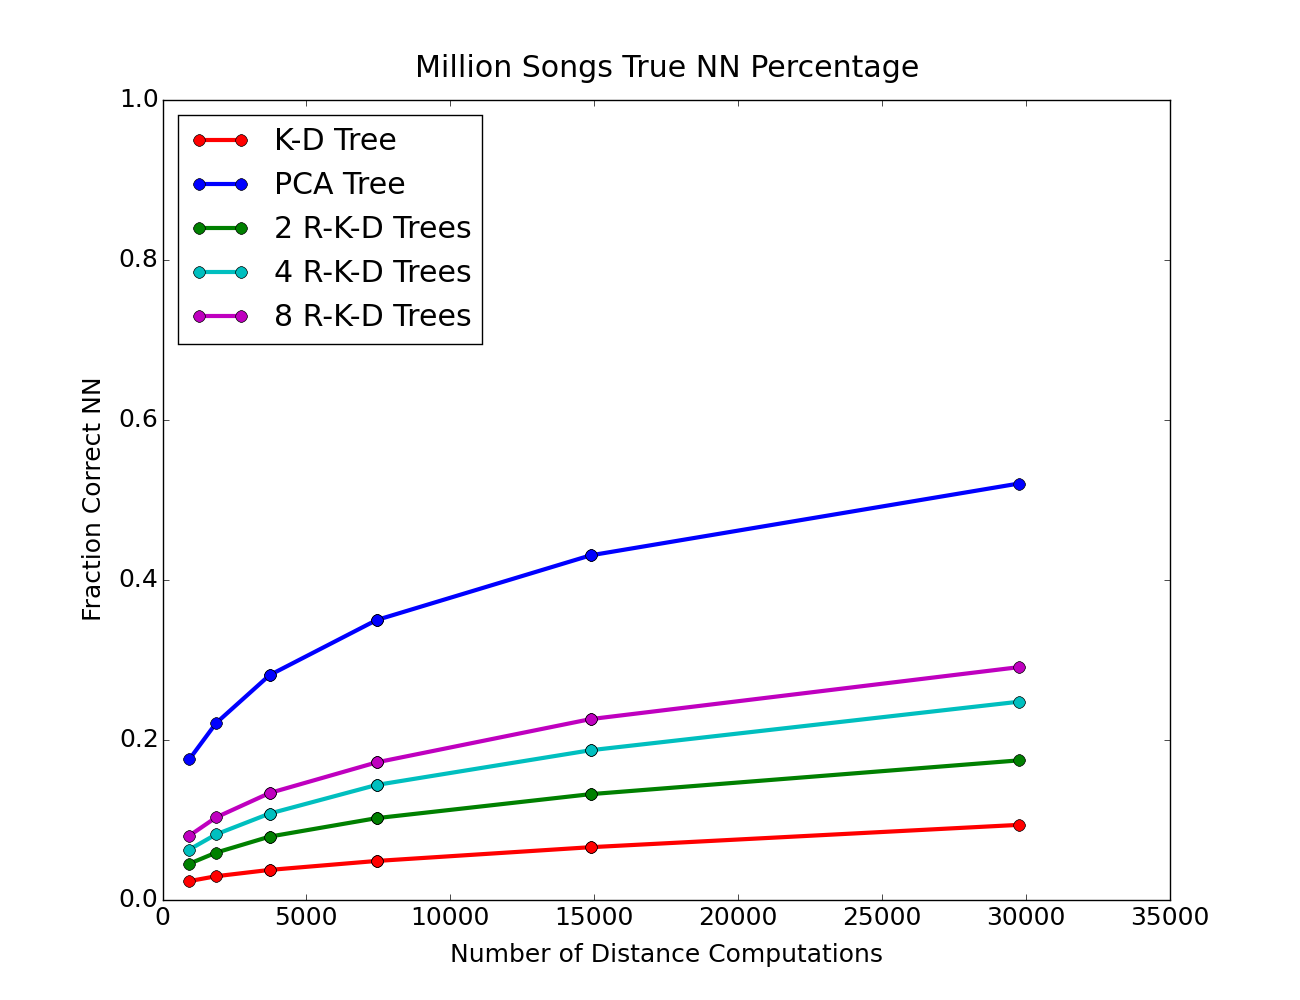 Million Songs True NN Percentage
1.0
0.8
0.6
0.4
0.2
0.0
Fraction Correct NN
K-D Tree
PCA Tree
2 R-K-D Trees
4 R-K-D Trees
8 R-K-D Trees
0 5000 10000 15000 20000 25000 30000 35000
Number of Distance Computations